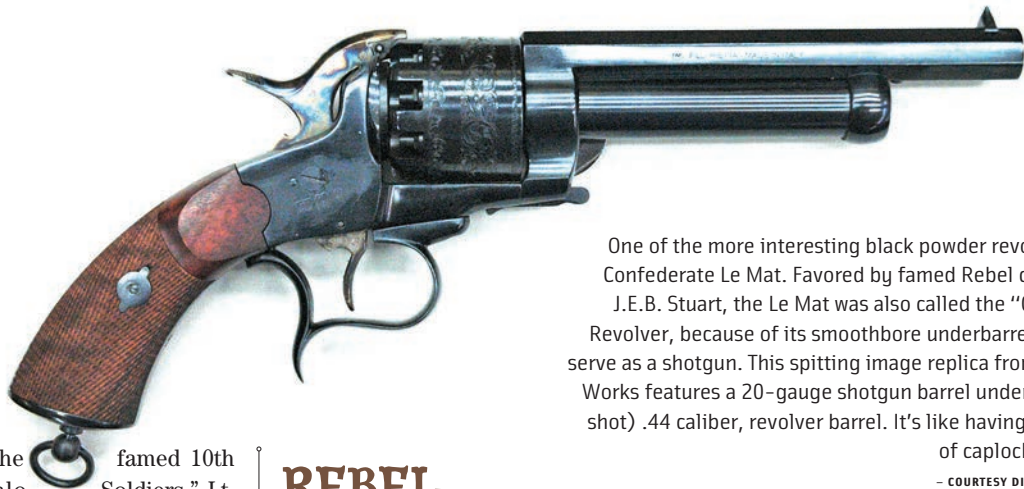 One of the more interesting black powder revo
Confederate Le Mat. Favored by famed Rebel
J.E.B. Stuart, the Le Mat was also called the “
Revolver, because of its smoothbore underbarre
serve as a shotgun. This spitting image replica from
Works features a 20-gauge shotgun barrel under
shot) .44 caliber, revolver barrel. It's like having
of caplock
– COURTESY DI
he famed 10th
Soldiers.” Lt.
REBEL